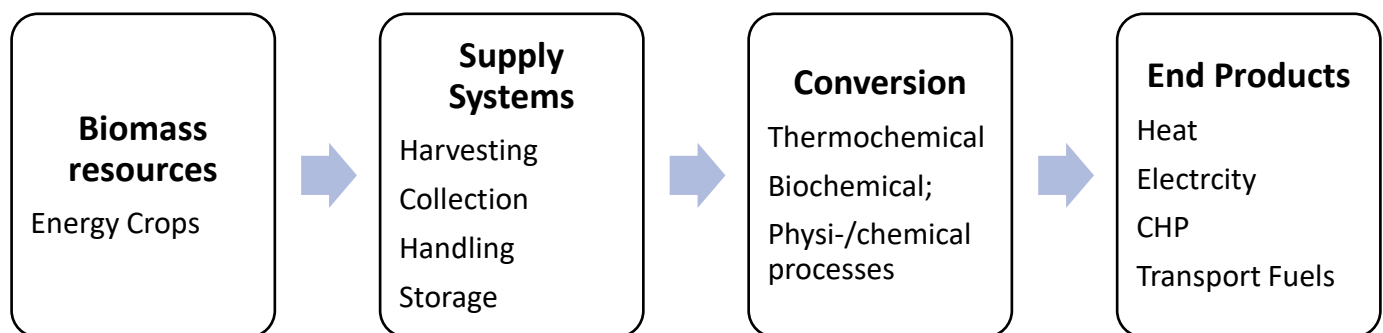 Biomass
resources
Energy Crops
Supply
Systems
Harvesting
Collection
Handling
Storage
Conversion
Thermochemical
Biochemical;
Physi-/chemical
processes
End Products
Heat
Electrcity
CHP
Transport Fuels